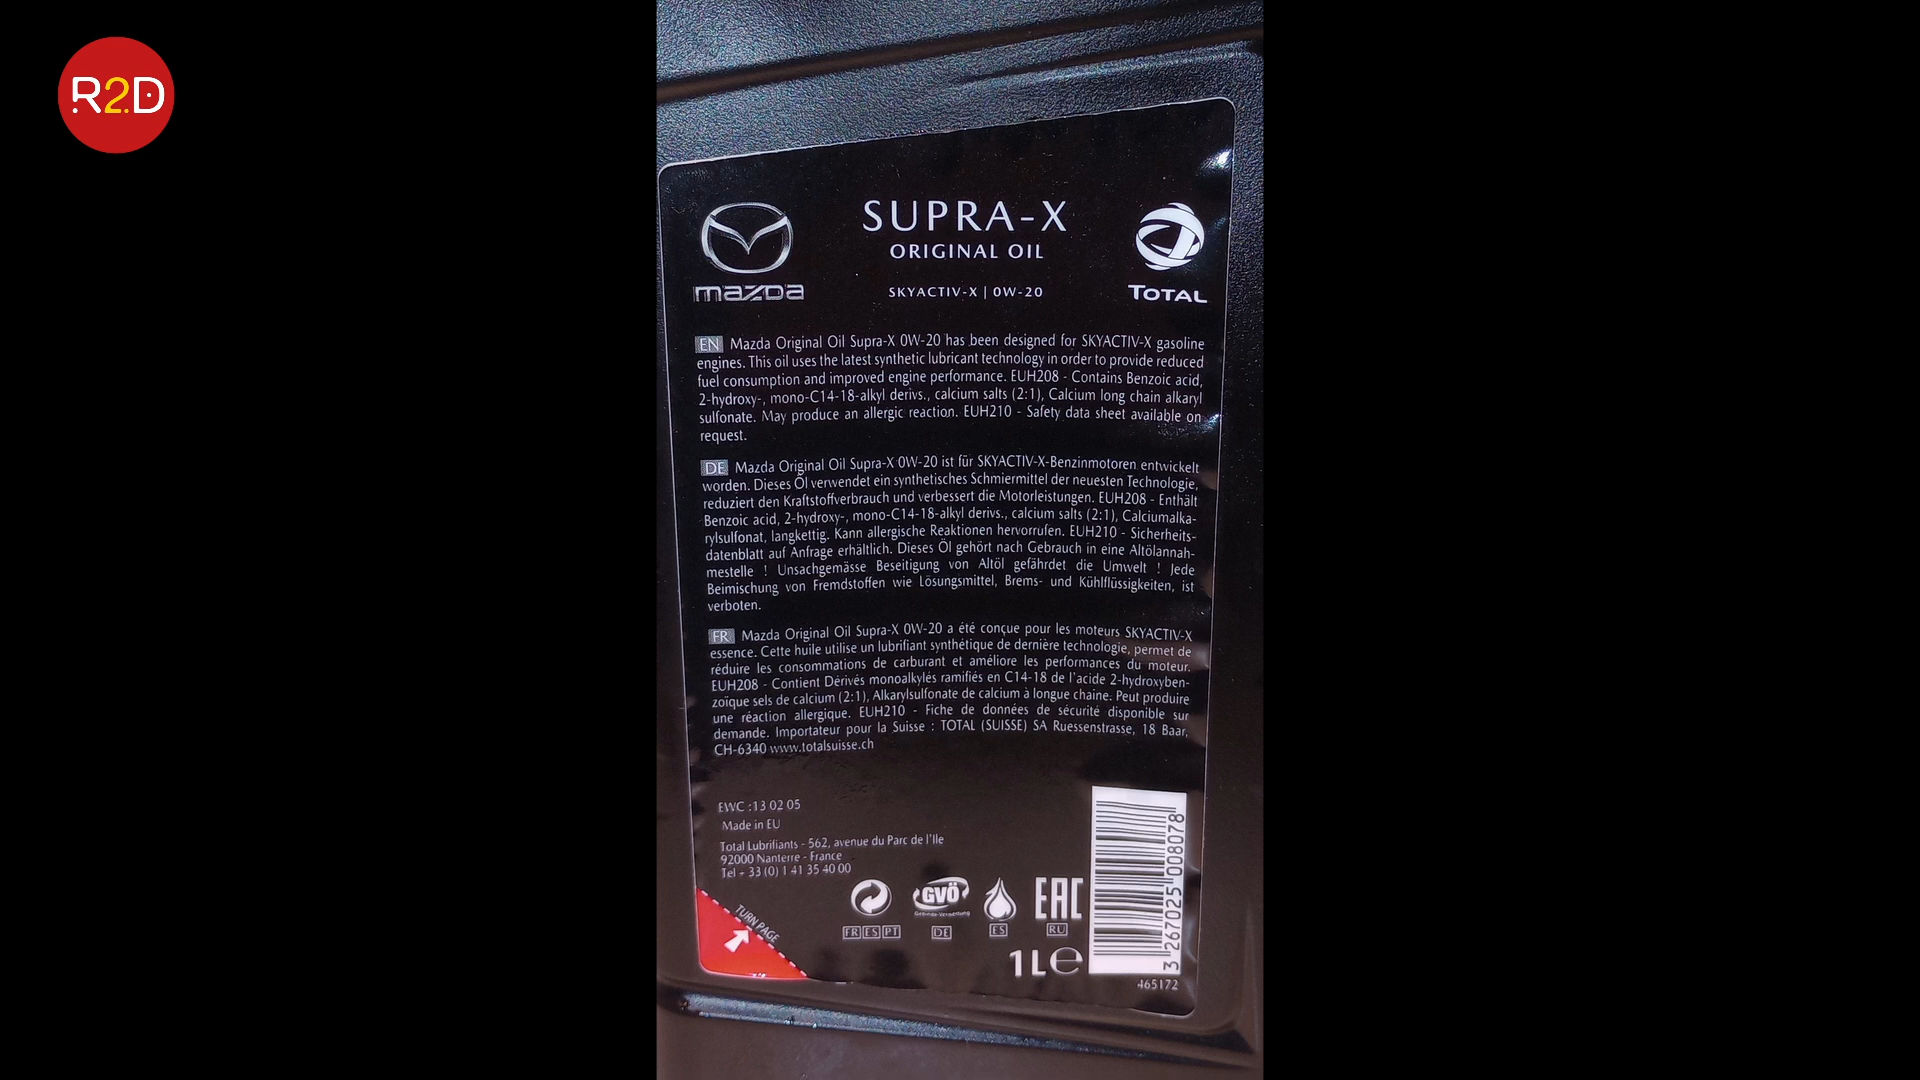 R2D
SUPRA-X
ORIGINAL OIL
SKYACTIV-X | 0W-20
mazda
TOTAL
EN Mazda Original Oil Supra-X 0W-20 has been designed for SKYACTIV-X gasoline
engines. This oil uses the latest synthetic lubricant technology in order to provide reduced
fuel consumption and improved engine performance. EUH208 - Contains Benzoic acid,
2-hydroxy-, mono-C14-18-alkyl derivs., calcium salts (2:1), Calcium long chain alkaryl
sulfonate. May produce an allergic reaction. EUH210 - Safety data sheet available on
request.
DE Mazda Original Oil Supra-X 0W-20 ist für SKYACTIV-X-Benzinmotoren entwickelt
worden. Dieses Öl verwendet ein synthetisches Schmiermittel der neuesten Technologie,
reduziert den Kraftstoffverbrauch und verbessert die Motorleistungen. EUH208 - Enthält
Benzoic acid, 2-hydroxy-, mono-C14-18-alkyl derivs., calcium salts (2:1), Calciumalka-
rylsulfonat, langkettig. Kann allergische Reaktionen hervorrufen. EUH210 - Sicherheits-
datenblatt auf Anfrage erhältlich. Dieses Öl gehört nach Gebrauch in eine Altölannah-
mestelle ! Unsachgemässe Beseitigung von Altöl gefährdet die Umwelt ! Jede
Beimischung von Fremdstoffen wie Lösungsmittel, Brems- und Kühlflüssigkeiten, ist
verboten.
FR Mazda Original Oil Supra-X 0W-20 a été conçue pour les moteurs SKYACTIV-X
essence. Cette huile utilise un lubrifiant synthétique de dernière technologie, permet de
réduire les consommations de carburant et améliore les performances du moteur.
EUH208 - Contient Dérivés monoalkylés ramifiés en C14-18 de l'acide 2-hydroxyben-
zoïque sels de calcium (2:1), Alkarylsulfonate de calcium à longue chaine. Peut produire
une réaction allergique. EUH210 - Fiche de données de sécurité disponible sur
demande. Importateur pour la Suisse : TOTAL (SUISSE) SA Ruessenstrasse, 18 Baar,
CH-6340 www.totalsuisse.ch
EWC :13 02 05
Made in EU
Total Lubrifiants - 562, avenue du Parc de l'Ile
92000 Nanterre - France
Tel + 33 (0) 1 41 35 40 00
TURN PAGE
GVÖ
Gebinde-Verwertung
EAC
FR ES PT
DE
ES
RU
1L℮
3 267025 008078
465172